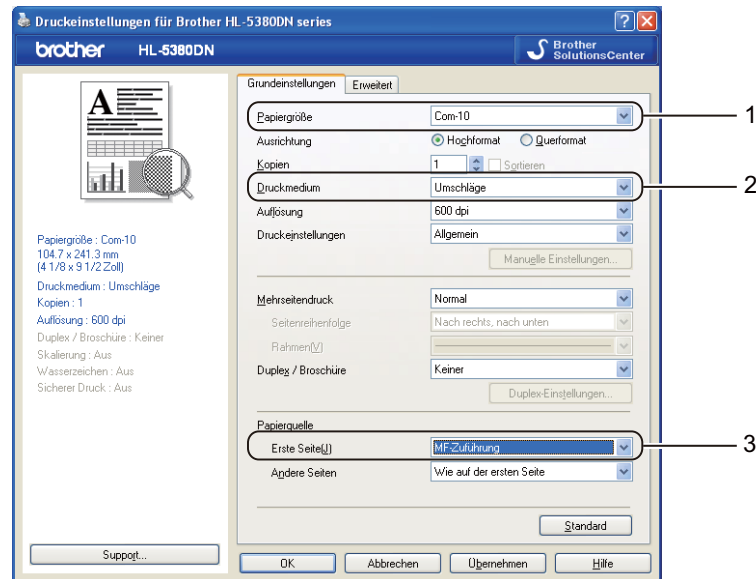 Druckeinstellungen für Brother HL-5380DN series
brother HL-5380DN
Brother
SolutionsCenter
Grundeinstellungen Erweitert
A
Papiergröße Com-10 1
Ausrichtung Hochformat Querformat
Kopien 1 Sortieren
Druckmedium Umschläge 2
Auflösung 600 dpi
Druckeinstellungen Allgemein
Manuelle Einstellungen...
Papiergröße : Com-10
104.7 x 241.3 mm
(4 1/8 x 9 1/2 Zoll)
Druckmedium : Umschläge
Kopien : 1
Auflösung : 600 dpi
Duplex / Broschüre : Keiner
Skalierung : Aus
Wasserzeichen : Aus
Sicherer Druck : Aus
Mehrseitendruck Normal
Seitenreihenfolge Nach rechts, nach unten
Rahmen(V)
Duplex / Broschüre Keiner
Duplex-Einstellungen...
Papierquelle
Erste Seite(J) MF-Zuführung 3
Andere Seiten Wie auf der ersten Seite
Standard
Support...
OK Abbrechen Übernehmen Hilfe